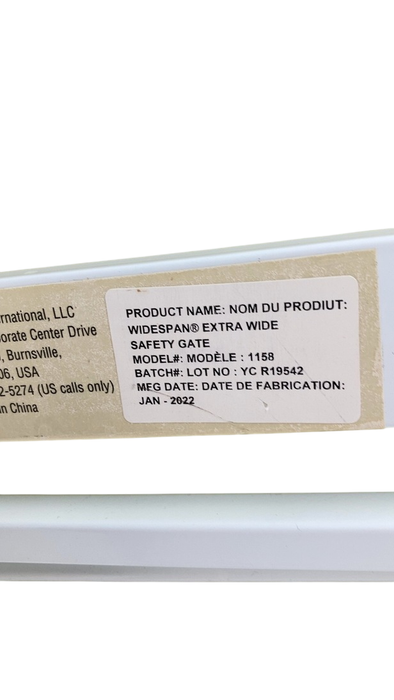 rnational, LLC
orate Center Drive
, Burnsville,
06, USA
2-5274 (US calls only)
in China
PRODUCT NAME: NOM DU PRODIUT:
WIDESPAN® EXTRA WIDE
SAFETY GATE
MODEL#: MODÈLE : 1158
BATCH#: LOT NO : YC R19542
MEG DATE: DATE DE FABRICATION:
JAN - 2022